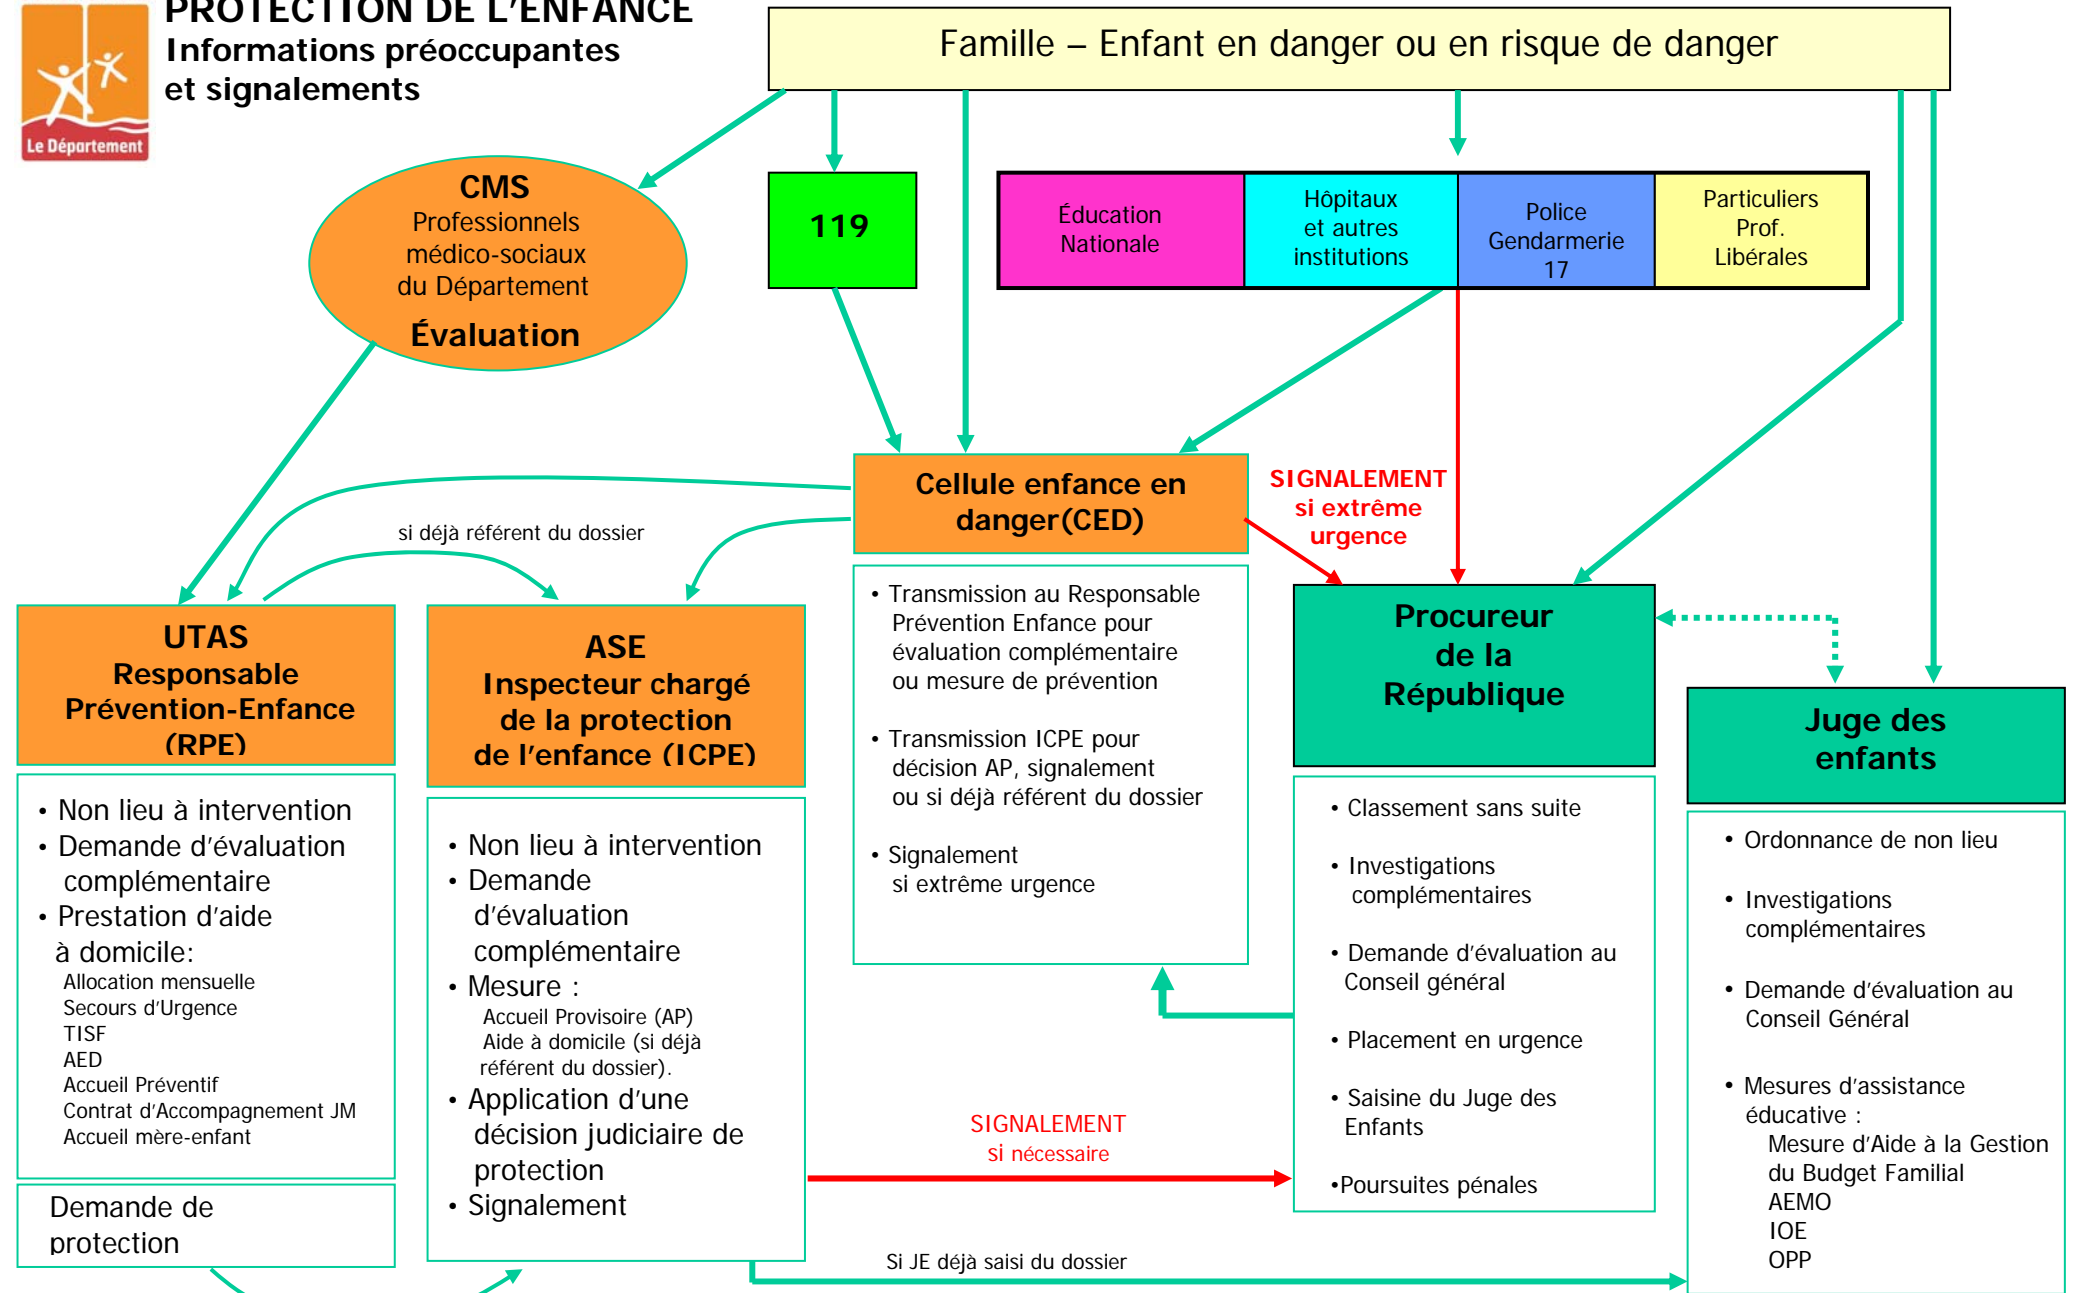 PROTECTION DE L'ENFANCE
Informations préoccupantes
et signalements
Le Département
Famille – Enfant en danger ou en risque de danger
CMS
Professionnels
médico-sociaux
du Département
Évaluation
119
Éducation
Nationale
Hôpitaux
et autres
institutions
Police
Gendarmerie
17
Particuliers
Prof.
Libérales
Cellule enfance en
danger(CED)
SIGNALEMENT
si extrême
urgence
si déjà référent du dossier
UTAS
Responsable
Prévention-Enfance
(RPE)
• Non lieu à intervention
• Demande d'évaluation
complémentaire
• Prestation d'aide
à domicile:
Allocation mensuelle
Secours d'Urgence
TISF
AED
Accueil Préventif
Contrat d'Accompagnement JM
Accueil mère-enfant
Demande de
protection
ASE
Inspecteur chargé
de la protection
de l'enfance (ICPE)
• Non lieu à intervention
• Demande
d'évaluation
complémentaire
• Mesure :
Accueil Provisoire (AP)
Aide à domicile (si déjà
référent du dossier).
• Application d'une
décision judiciaire de
protection
• Signalement
• Transmission au Responsable
Prévention Enfance pour
évaluation complémentaire
ou mesure de prévention
• Transmission ICPE pour
décision AP, signalement
ou si déjà référent du dossier
• Signalement
si extrême urgence
SIGNALEMENT
si nécessaire
Si JE déjà saisi du dossier
Procureur
de la
République
• Classement sans suite
• Investigations
complémentaires
• Demande d'évaluation au
Conseil général
• Placement en urgence
• Saisine du Juge des
Enfants
•Poursuites pénales
Juge des
enfants
• Ordonnance de non lieu
• Investigations
complémentaires
• Demande d'évaluation au
Conseil Général
• Mesures d'assistance
éducative :
Mesure d'Aide à la Gestion
du Budget Familial
AEMO
IOE
OPP